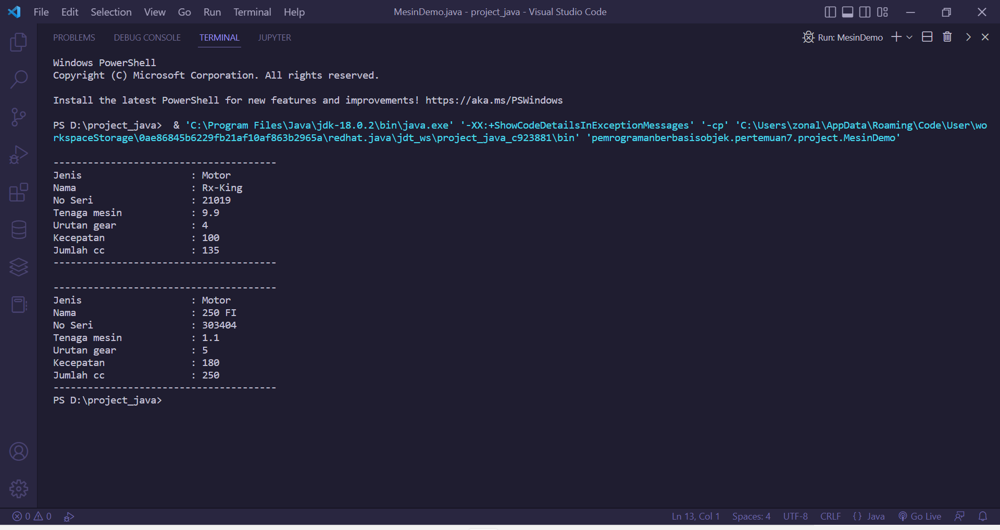 File Edit Selection View Go Run Terminal Help MesinDemo.java - project_java - Visual Studio Code
PROBLEMS DEBUG CONSOLE TERMINAL JUPYTER Run: MesinDemo
Windows PowerShell
Copyright (C) Microsoft Corporation. All rights reserved.
Install the latest PowerShell for new features and improvements! https://aka.ms/PSWindows
PS D:\project_java>  & 'C:\Program Files\Java\jdk-18.0.2\bin\java.exe' '-XX:+ShowCodeDetailsInExceptionMessages' '-cp' 'C:\Users\zonal\AppData\Roaming\Code\User\wo
rkspaceStorage\0ae86845b6229fb21af10af863b2965a\redhat.java\jdt_ws\project_java_c923881\bin' 'pemrogramanberbasisobjek.pertemuan7.project.MesinDemo'
---------------------------------------
Jenis : Motor
Nama : Rx-King
No Seri : 21019
Tenaga mesin : 9.9
Urutan gear : 4
Kecepatan : 100
Jumlah cc : 135
---------------------------------------
---------------------------------------
Jenis : Motor
Nama : 250 FI
No Seri : 303404
Tenaga mesin : 1.1
Urutan gear : 5
Kecepatan : 180
Jumlah cc : 250
---------------------------------------
PS D:\project_java>
0 0 Ln 13, Col 1 Spaces: 4 UTF-8 CRLF {} Java Go Live